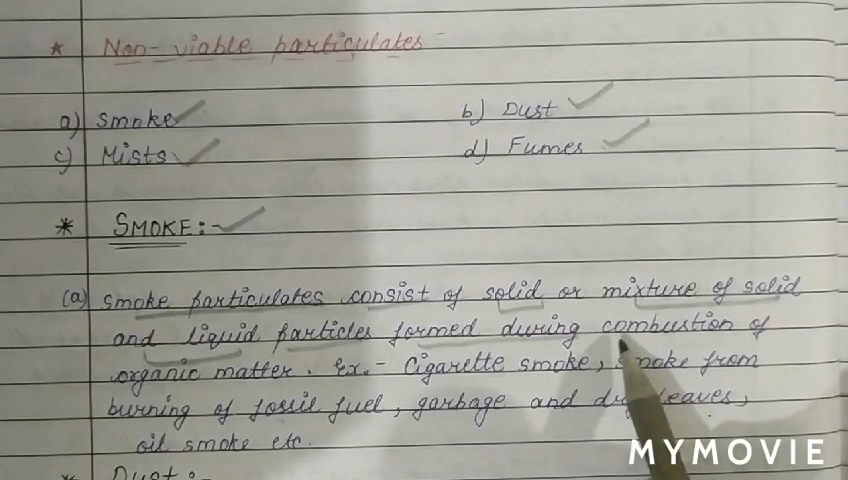 * Non-viable particulates-
a) smoke b) Dust
c) Mists d) Fumes
* SMOKE:-
(a) smoke particulates consist of solid or mixture of solid
and liquid particles formed during combustion of
organic matter. Ex.- Cigarette smoke, smoke from
burning of fossil fuel, garbage and dry leaves,
oil smoke etc.
* Dust:-
MYMOVIE